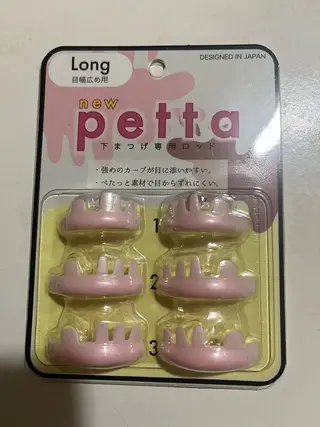 Long
目幅広め用
DESIGNED IN JAPAN
new
petta
下まつげ専用ロッド
・強めのカーブが目に添いやすい。
・ぺたっと素材で目からずれにくい。
1
2
3